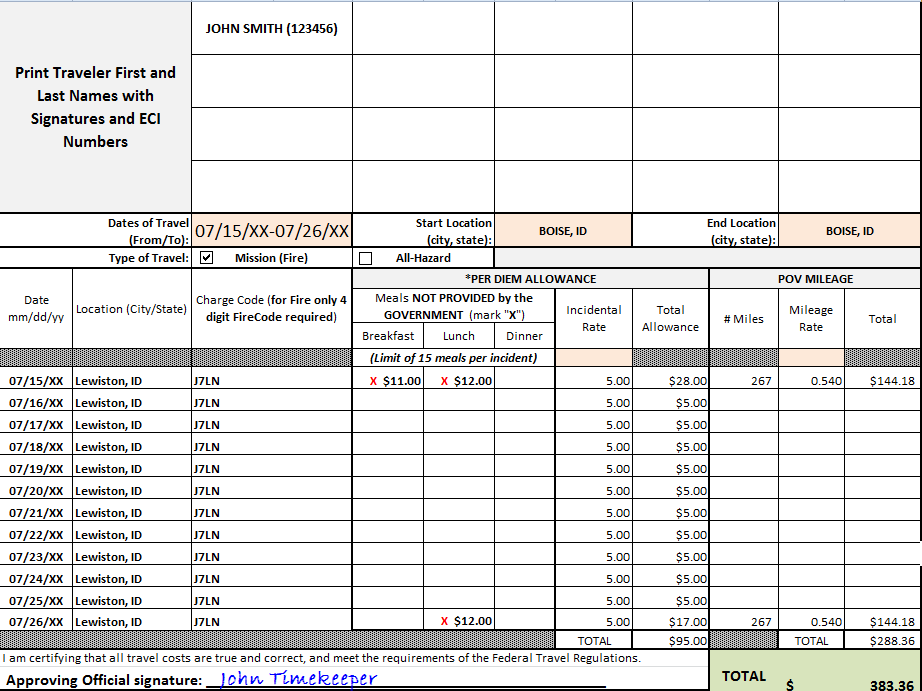 JOHN SMITH (123456)
Print Traveler First and
Last Names with
Signatures and ECI
Numbers
Dates of Travel
(From/To):
07/15/XX-07/26/XX
Start Location
(city, state):
BOISE, ID
End Location
(city, state):
BOISE, ID
Type of Travel:
Mission (Fire)
All-Hazard
*PER DIEM ALLOWANCE
POV MILEAGE
Date
mm/dd/yy
Location (City/State)
Charge Code (for Fire only 4
digit FireCode required)
Meals NOT PROVIDED by the
GOVERNMENT (mark "X")
Breakfast Lunch Dinner
Incidental
Rate
Total
Allowance
# Miles
Mileage
Rate
Total
(Limit of 15 meals per incident)
07/15/XX Lewiston, ID J7LN X $11.00 X $12.00 5.00 $28.00 267 0.540 $144.18
07/16/XX Lewiston, ID J7LN 5.00 $5.00
07/17/XX Lewiston, ID J7LN 5.00 $5.00
07/18/XX Lewiston, ID J7LN 5.00 $5.00
07/19/XX Lewiston, ID J7LN 5.00 $5.00
07/20/XX Lewiston, ID J7LN 5.00 $5.00
07/21/XX Lewiston, ID J7LN 5.00 $5.00
07/22/XX Lewiston, ID J7LN 5.00 $5.00
07/23/XX Lewiston, ID J7LN 5.00 $5.00
07/24/XX Lewiston, ID J7LN 5.00 $5.00
07/25/XX Lewiston, ID J7LN 5.00 $5.00
07/26/XX Lewiston, ID J7LN X $12.00 5.00 $17.00 267 0.540 $144.18
TOTAL $95.00 TOTAL $288.36
I am certifying that all travel costs are true and correct, and meet the requirements of the Federal Travel Regulations.
Approving Official signature: John Timekeeper
TOTAL $ 383.36